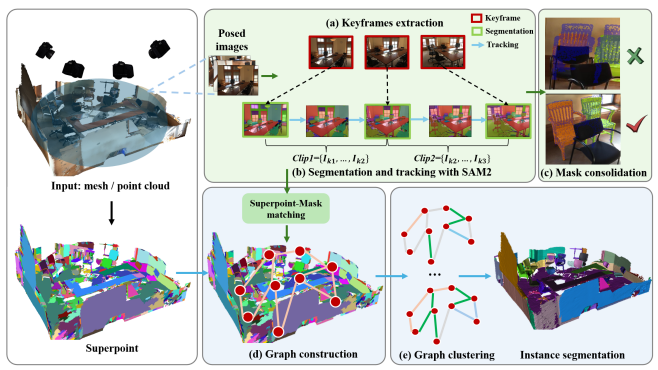 (a) Keyframes extraction
Keyframe
Segmentation
Tracking
Posed
images
Clip1={I_{k1}, ..., I_{k2}}
Clip2={I_{k2}, ..., I_{k3}}
(b) Segmentation and tracking with SAM2
(c) Mask consolidation
Input: mesh / point cloud
Superpoint-Mask
matching
...
Superpoint
(d) Graph construction
(e) Graph clustering
Instance segmentation